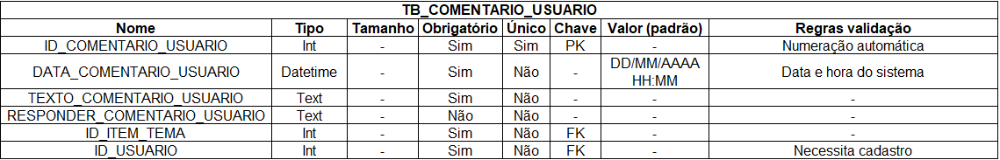 TB_COMENTARIO_USUARIO
Nome Tipo Tamanho Obrigatório Único Chave Valor (padrão) Regras validação
ID_COMENTARIO_USUARIO Int - Sim Sim PK - Numeração automática
DATA_COMENTARIO_USUARIO Datetime - Sim Não - DD/MM/AAAA HH:MM Data e hora do sistema
TEXTO_COMENTARIO_USUARIO Text - Sim Não - - -
RESPONDER_COMENTARIO_USUARIO Text - Não Não - - -
ID_ITEM_TEMA Int - Sim Não FK - -
ID_USUARIO Int - Sim Não FK - Necessita cadastro